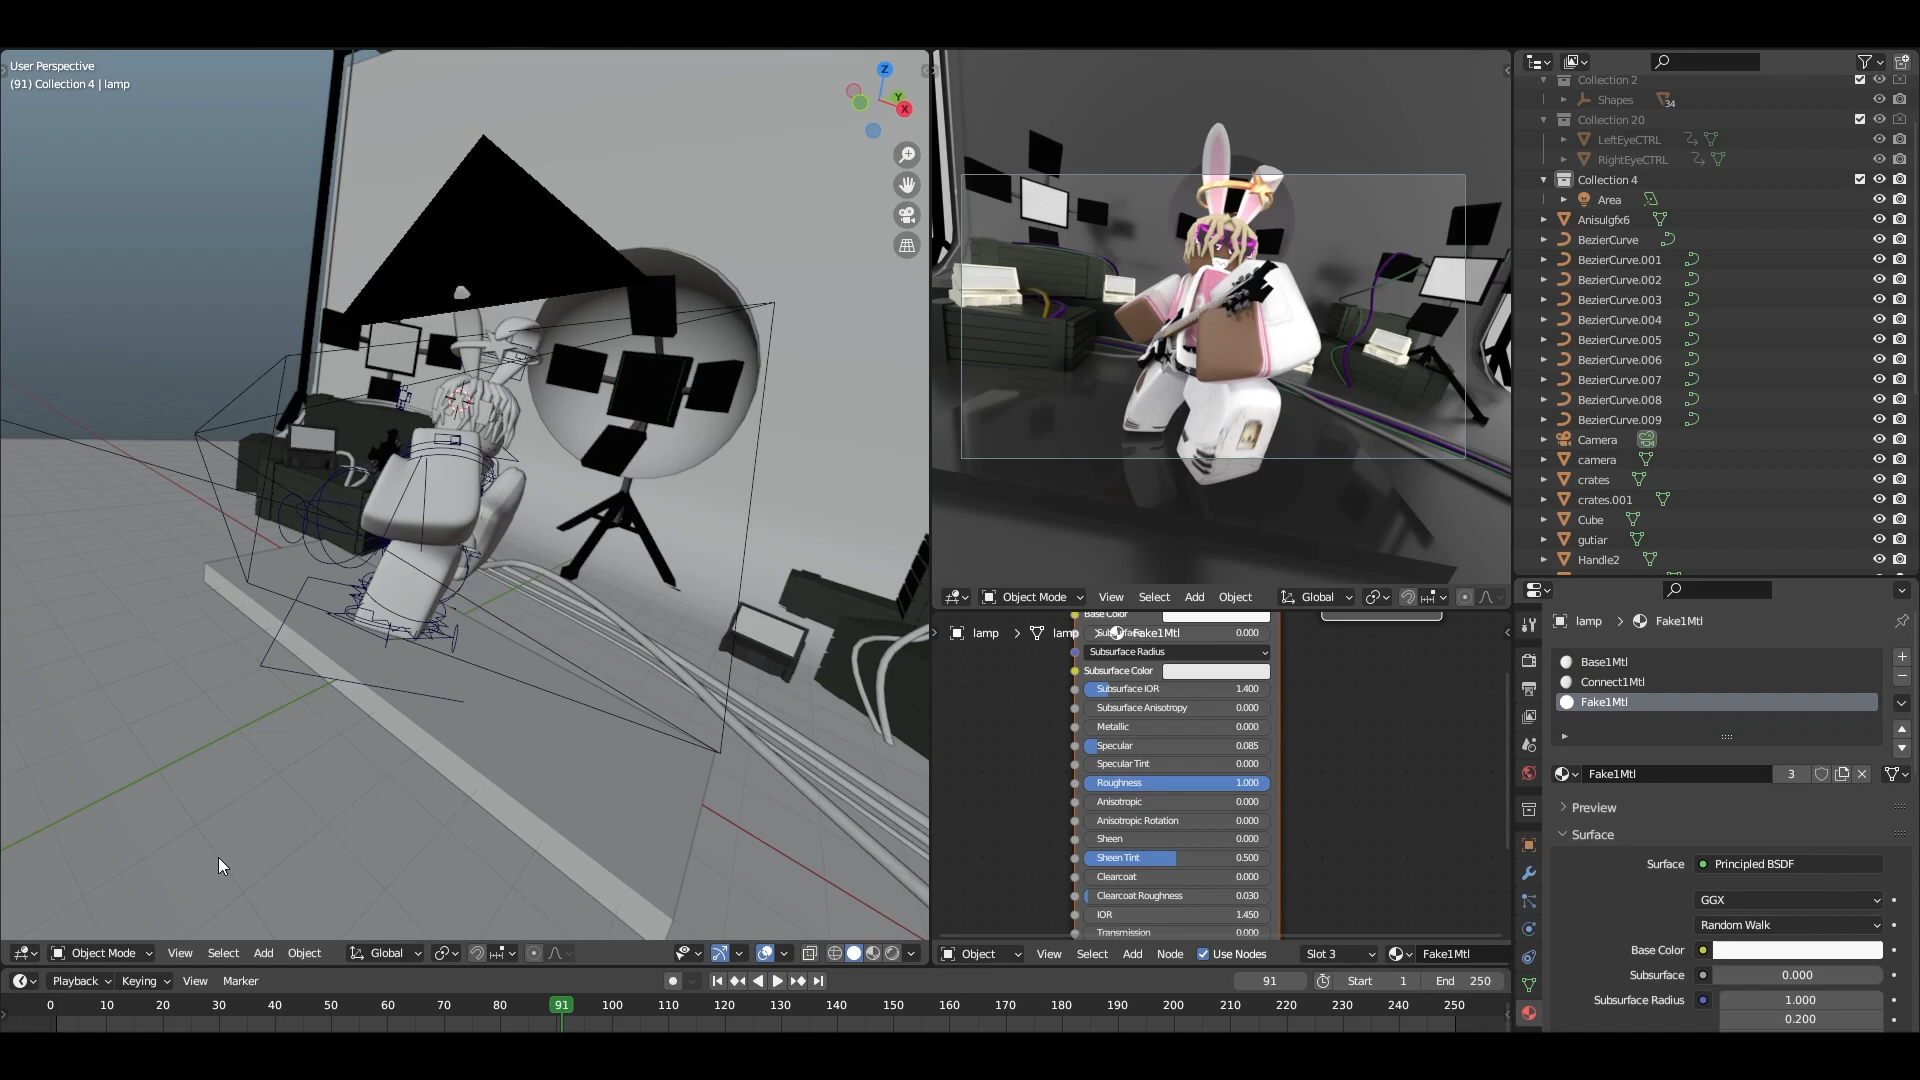 User Perspective
(91) Collection 4 | lamp
Z
Y
X
Object Mode
View
Select
Add
Object
Global
Playback
Keying
View
Marker
91
Start 1
End 250
0 10 20 30 40 50 60 70 80 91 100 110 120 130 140 150 160 170 180 190 200 210 220 230 240 250
Object Mode
View
Select
Add
Object
Global
Base Color
lamp
lamp
Fake1Mtl
0.000
Subsurface Radius
Subsurface Color
Subsurface IOR 1.400
Subsurface Anisotropy 0.000
Metallic 0.000
Specular 0.085
Specular Tint 0.000
Roughness 1.000
Anisotropic 0.000
Anisotropic Rotation 0.000
Sheen 0.000
Sheen Tint 0.500
Clearcoat 0.000
Clearcoat Roughness 0.030
IOR 1.450
Transmission 0.000
Object
View
Select
Add
Node
Use Nodes
Slot 3
Fake1Mtl
Collection 2
Shapes 34
Collection 20
LeftEyeCTRL
RightEyeCTRL
Collection 4
Area
Anisulgfx6
BezierCurve
BezierCurve.001
BezierCurve.002
BezierCurve.003
BezierCurve.004
BezierCurve.005
BezierCurve.006
BezierCurve.007
BezierCurve.008
BezierCurve.009
Camera
camera
crates
crates.001
Cube
gutiar
Handle2
lamp
Fake1Mtl
Base1Mtl
Connect1Mtl
Fake1Mtl
Fake1Mtl 3
Preview
Surface
Surface Principled BSDF
GGX
Random Walk
Base Color
Subsurface 0.000
Subsurface Radius 1.000
0.200